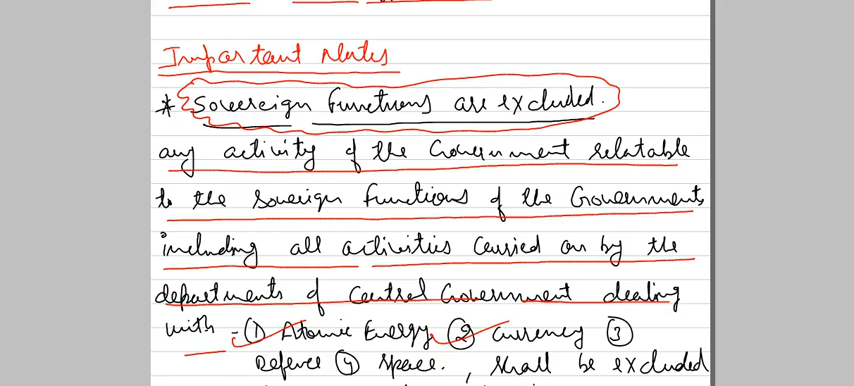 Important Notes
* Sovereign Functions are excluded.
any activity of the Government relatable
to the Soverign Functions of the Governments
including all activities carried on by the
departments of Central Government dealing
with - ① Atomic Energy ② Currency ③
Defence ④ Space. , shall be excluded